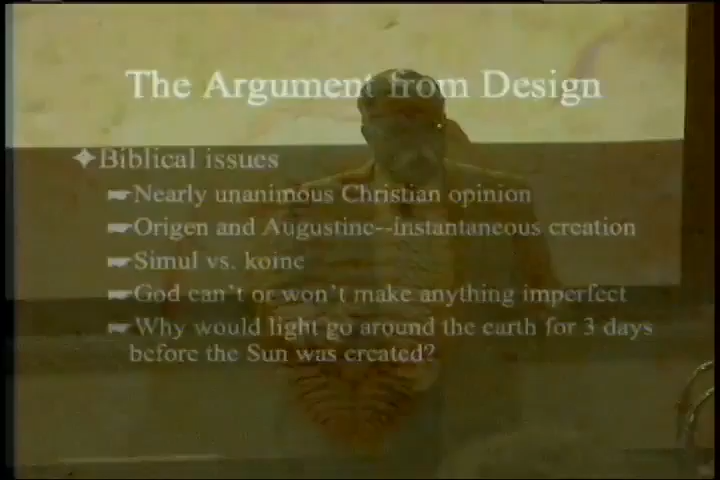 The Argument from Design
Biblical issues
Nearly unanimous Christian opinion
Origen and Augustine--instantaneous creation
Simul vs. koine
God can't or won't make anything imperfect
Why would light go around the earth for 3 days
before the Sun was created?